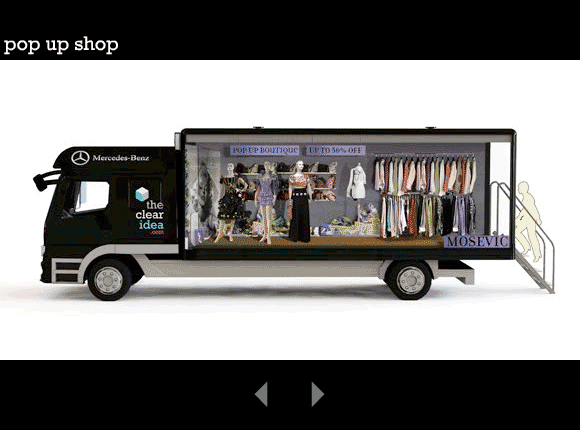 pop up shop
Mercedes-Benz
POP UP BOUTIQUE UP TO 50% OFF
the
clear
idea
.com
MOSEVIC